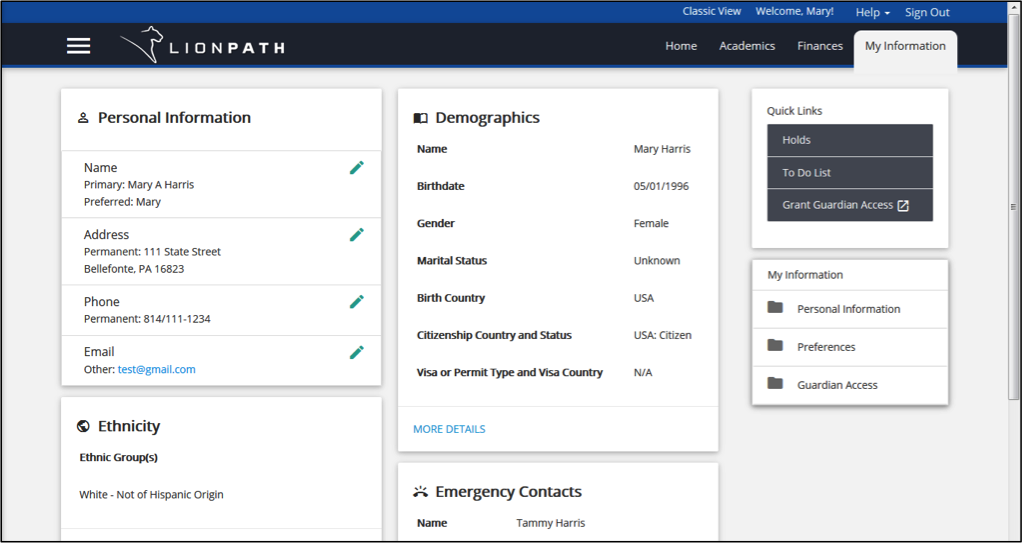 Classic View Welcome, Mary! Help Sign Out
LIONPATH Home Academics Finances My Information
Personal Information
Name
Primary: Mary A Harris
Preferred: Mary
Address
Permanent: 111 State Street
Bellefonte, PA 16823
Phone
Permanent: 814/111-1234
Email
Other: test@gmail.com
Ethnicity
Ethnic Group(s)
White - Not of Hispanic Origin
Demographics
Name Mary Harris
Birthdate 05/01/1996
Gender Female
Marital Status Unknown
Birth Country USA
Citizenship Country and Status USA: Citizen
Visa or Permit Type and Visa Country N/A
MORE DETAILS
Emergency Contacts
Name Tammy Harris
Quick Links
Holds
To Do List
Grant Guardian Access
My Information
Personal Information
Preferences
Guardian Access